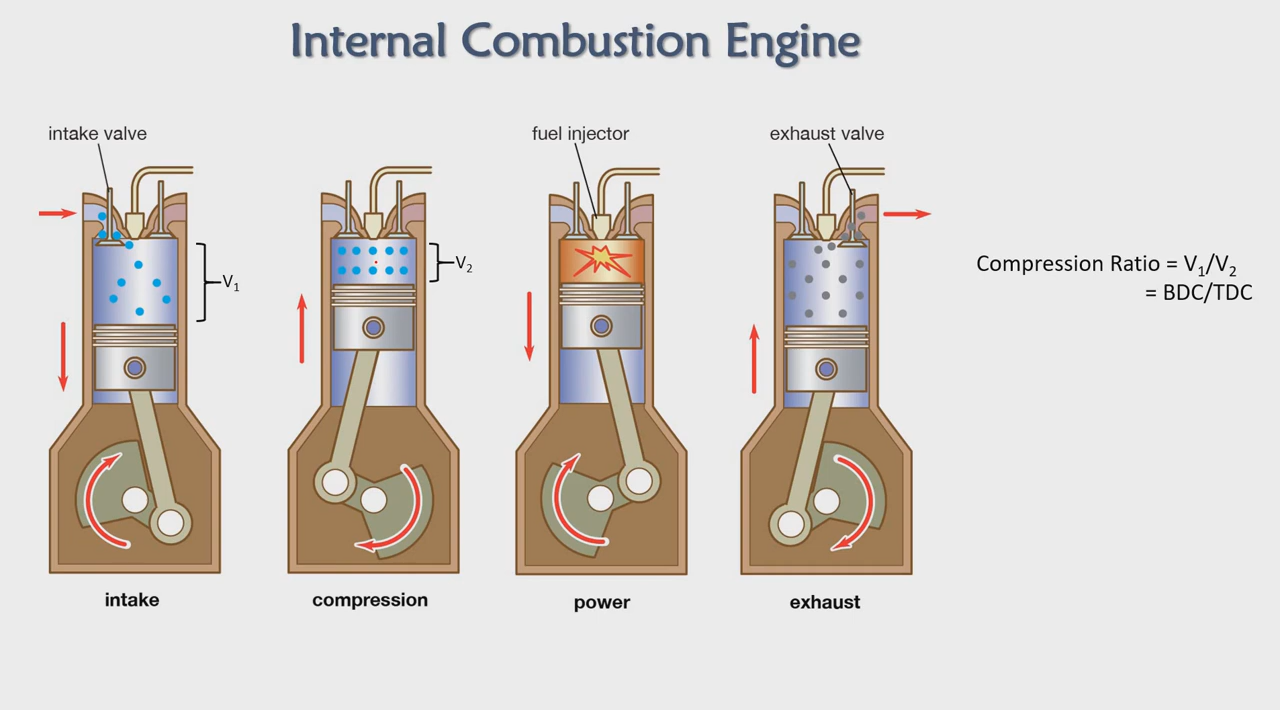 Internal Combustion Engine
intake valve
fuel injector
exhaust valve
V₁
V₂
Compression Ratio = V₁/V₂
= BDC/TDC
intake
compression
power
exhaust